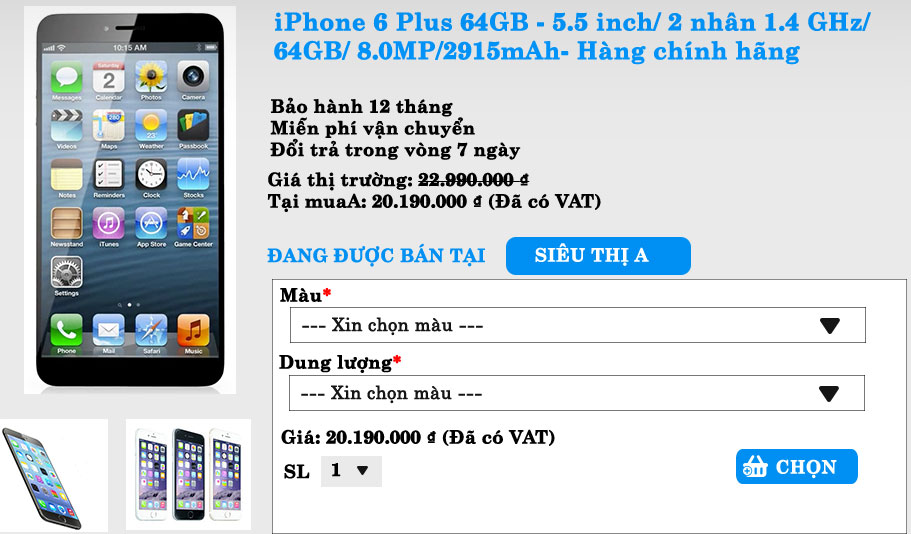 iPhone 6 Plus 64GB - 5.5 inch/ 2 nhân 1.4 GHz/
64GB/ 8.0MP/2915mAh- Hàng chính hãng
Bảo hành 12 tháng
Miễn phí vận chuyển
Đổi trả trong vòng 7 ngày
Giá thị trường: 22.990.000 ₫
Tại muaA: 20.190.000 ₫ (Đã có VAT)
ĐANG ĐƯỢC BÁN TẠI SIÊU THỊ A
Màu*
--- Xin chọn màu ---
Dung lượng*
--- Xin chọn màu ---
Giá: 20.190.000 ₫ (Đã có VAT)
SL 1
CHỌN
10:15 AM
Messages Calendar Photos Camera
Saturday
2
Videos Maps Weather Passbook
280
23°
Notes Reminders Clock Stocks
Newsstand iTunes App Store Game Center
Settings
Phone Mail Safari Music